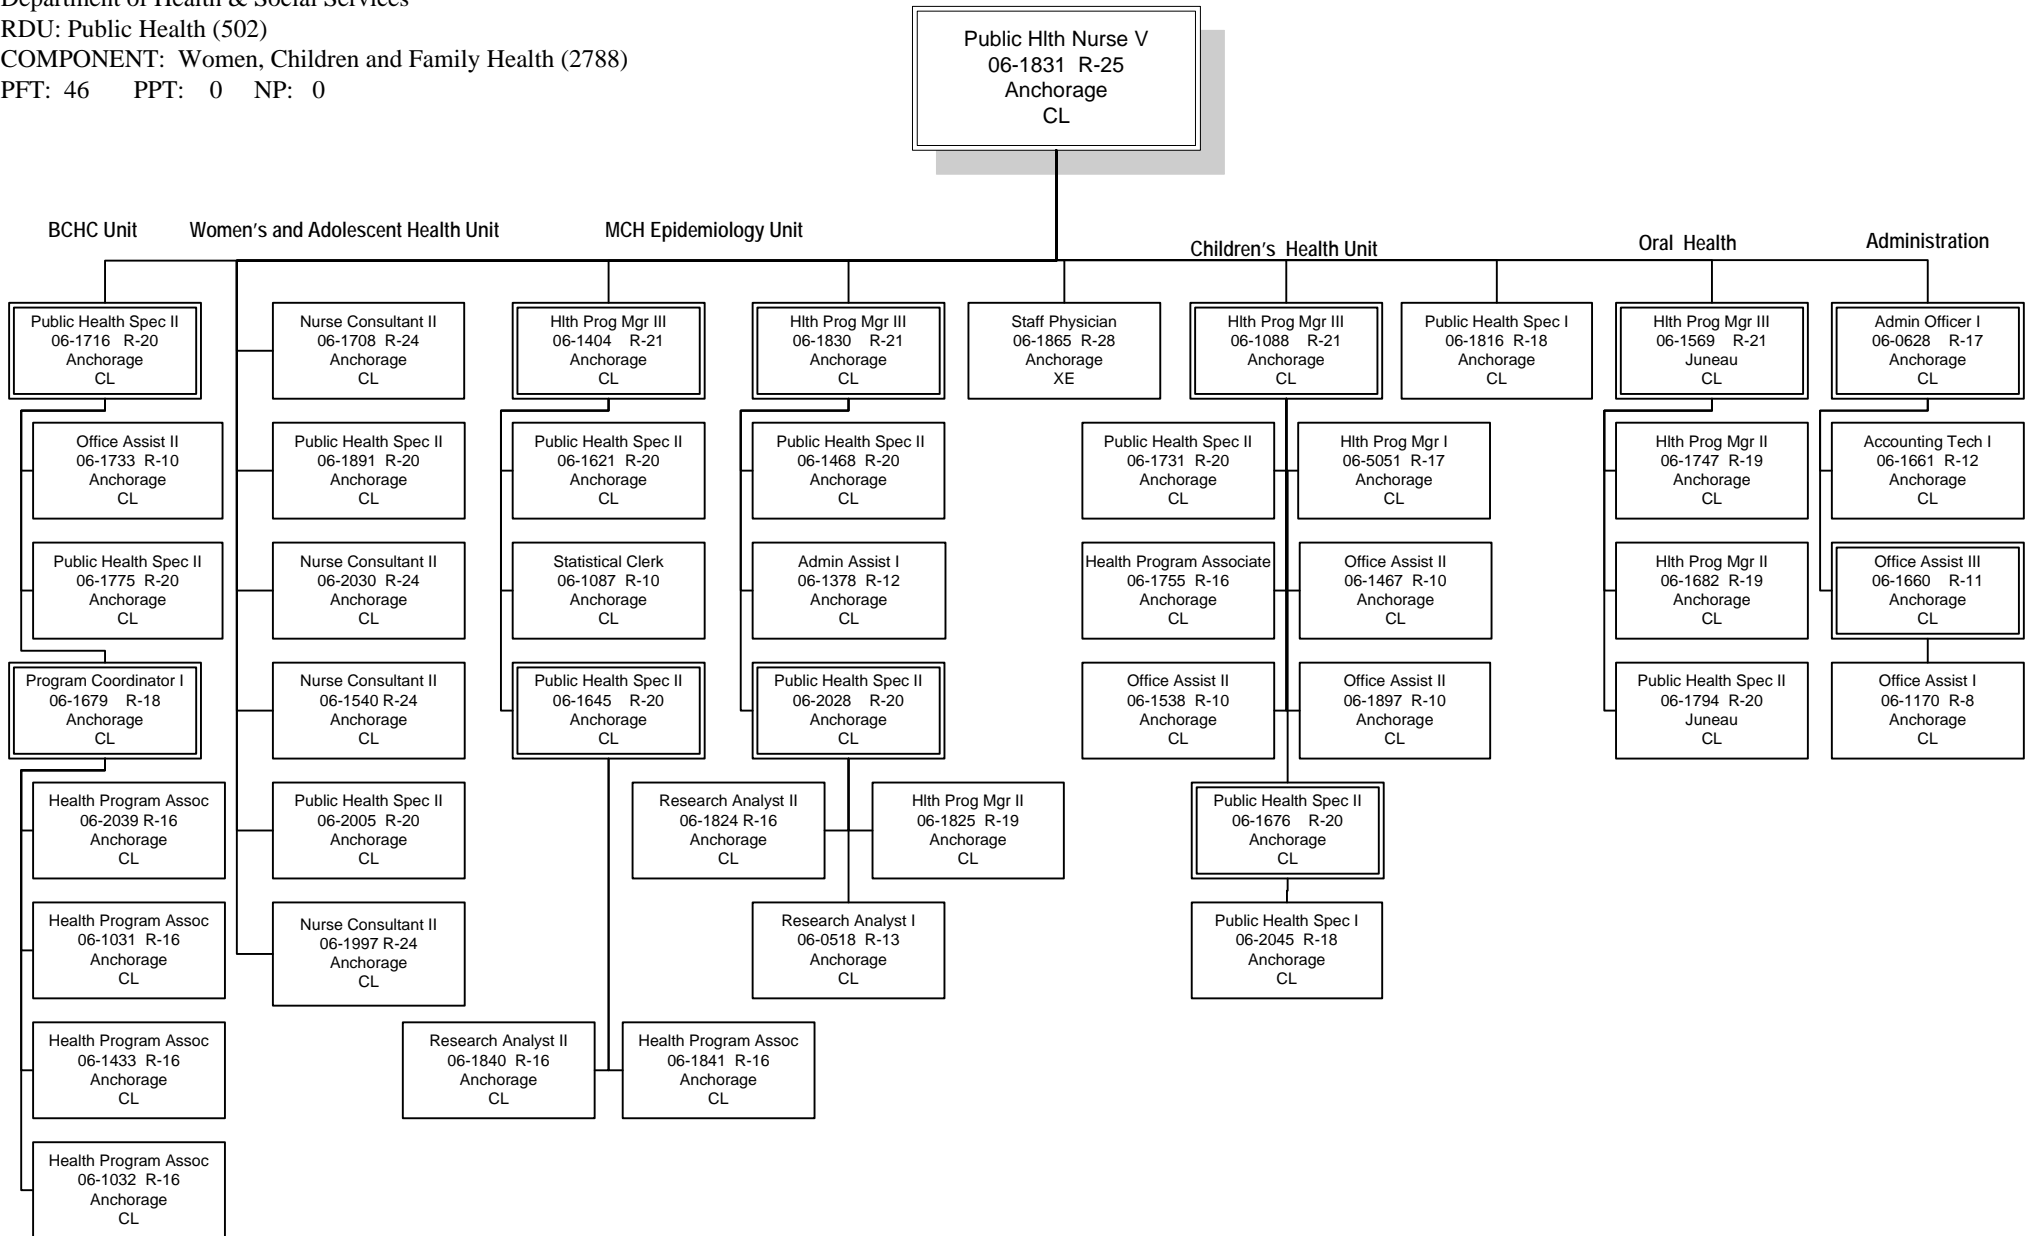 Department of Health & Social Services
RDU: Public Health (502)
COMPONENT: Women, Children and Family Health (2788)
PFT: 46 PPT: 0 NP: 0
Public Hlth Nurse V
06-1831 R-25
Anchorage
CL
BCHC Unit
Women's and Adolescent Health Unit
MCH Epidemiology Unit
Children's Health Unit
Oral Health
Administration
Public Health Spec II
06-1716 R-20
Anchorage
CL
Nurse Consultant II
06-1708 R-24
Anchorage
CL
Hlth Prog Mgr III
06-1404 R-21
Anchorage
CL
Hlth Prog Mgr III
06-1830 R-21
Anchorage
CL
Staff Physician
06-1865 R-28
Anchorage
XE
Hlth Prog Mgr III
06-1088 R-21
Anchorage
CL
Public Health Spec I
06-1816 R-18
Anchorage
CL
Hlth Prog Mgr III
06-1569 R-21
Juneau
CL
Admin Officer I
06-0628 R-17
Anchorage
CL
Office Assist II
06-1733 R-10
Anchorage
CL
Public Health Spec II
06-1891 R-20
Anchorage
CL
Public Health Spec II
06-1621 R-20
Anchorage
CL
Public Health Spec II
06-1468 R-20
Anchorage
CL
Public Health Spec II
06-1731 R-20
Anchorage
CL
Hlth Prog Mgr I
06-5051 R-17
Anchorage
CL
Hlth Prog Mgr II
06-1747 R-19
Anchorage
CL
Accounting Tech I
06-1661 R-12
Anchorage
CL
Public Health Spec II
06-1775 R-20
Anchorage
CL
Nurse Consultant II
06-2030 R-24
Anchorage
CL
Statistical Clerk
06-1087 R-10
Anchorage
CL
Admin Assist I
06-1378 R-12
Anchorage
CL
Health Program Associate
06-1755 R-16
Anchorage
CL
Office Assist II
06-1467 R-10
Anchorage
CL
Hlth Prog Mgr II
06-1682 R-19
Anchorage
CL
Office Assist III
06-1660 R-11
Anchorage
CL
Program Coordinator I
06-1679 R-18
Anchorage
CL
Nurse Consultant II
06-1540 R-24
Anchorage
CL
Public Health Spec II
06-1645 R-20
Anchorage
CL
Public Health Spec II
06-2028 R-20
Anchorage
CL
Office Assist II
06-1538 R-10
Anchorage
CL
Office Assist II
06-1897 R-10
Anchorage
CL
Public Health Spec II
06-1794 R-20
Juneau
CL
Office Assist I
06-1170 R-8
Anchorage
CL
Health Program Assoc
06-2039 R-16
Anchorage
CL
Public Health Spec II
06-2005 R-20
Anchorage
CL
Research Analyst II
06-1824 R-16
Anchorage
CL
Hlth Prog Mgr II
06-1825 R-19
Anchorage
CL
Public Health Spec II
06-1676 R-20
Anchorage
CL
Health Program Assoc
06-1031 R-16
Anchorage
CL
Nurse Consultant II
06-1997 R-24
Anchorage
CL
Research Analyst I
06-0518 R-13
Anchorage
CL
Public Health Spec I
06-2045 R-18
Anchorage
CL
Health Program Assoc
06-1433 R-16
Anchorage
CL
Research Analyst II
06-1840 R-16
Anchorage
CL
Health Program Assoc
06-1841 R-16
Anchorage
CL
Health Program Assoc
06-1032 R-16
Anchorage
CL